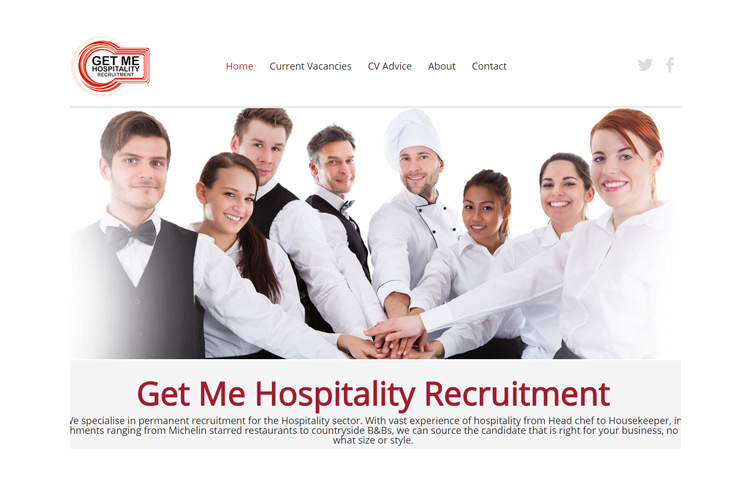 GET ME
HOSPITALITY
RECRUITMENT
Home Current Vacancies CV Advice About Contact
Get Me Hospitality Recruitment
We specialise in permanent recruitment for the Hospitality sector. With vast experience of hospitality from Head chef to Housekeeper, in
hments ranging from Michelin starred restaurants to countryside B&Bs, we can source the candidate that is right for your business, no
what size or style.